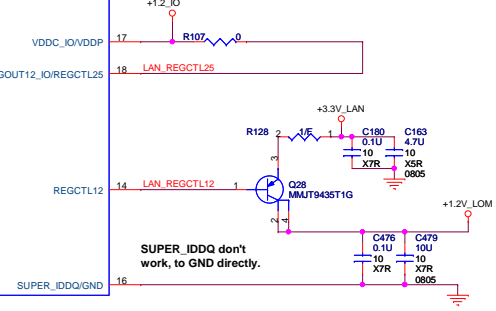 +1.2_IO
VDDC_IO/VDDP
17
R107
0
GOUT12_IO/REGCTL25
18
LAN_REGCTL25
+3.3V_LAN
R128
2
1/F
1
C180
0.1U
10
X7R
C163
4.7U
10
X5R
0805
3
REGCTL12
14
LAN_REGCTL12
1
Q28
MMJT9435T1G
2
4
+1.2V_LOM
SUPER_IDDQ don't
work, to GND directly.
C476
0.1U
10
X7R
C479
10U
10
X7R
0805
SUPER_IDDQ/GND
16